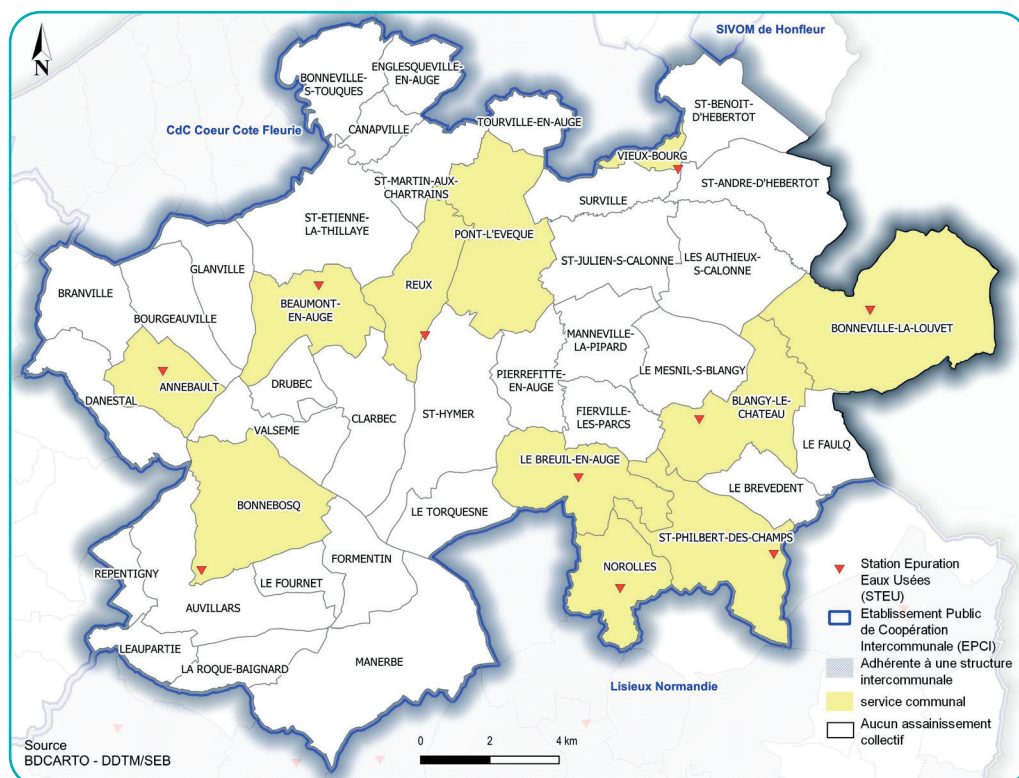 SIVOM de Honfleur
N
ENGLESQUEVILLE-
EN-AUGE
BONNEVILLE-
S-TOUQUES
ST-BENOIT-
D'HEBERTOT
CdC Coeur Cote Fleurie
CANAPVILLE
TOURVILLE-EN-AUGE
VIEUX-BOURG
ST-MARTIN-AUX-
CHARTRAINS
ST-ANDRE-D'HEBERTOT
SURVILLE
ST-ETIENNE-
LA-THILLAYE
PONT-L'EVEQUE
ST-JULIEN-S-CALONNE
LES AUTHIEUX-
S-CALONNE
GLANVILLE
REUX
BRANVILLE
BEAUMONT-
EN-AUGE
BOURGEAUVILLE
BONNEVILLE-LA-LOUVET
MANNEVILLE-
LA-PIPARD
PIERREFITTE-
EN-AUGE
LE MESNIL-S-BLANGY
ANNEBAULT
DRUBEC
DANESTAL
BLANGY-LE-
CHATEAU
ST-HYMER
CLARBEC
FIERVILLE-
LES-PARCS
VALSEME
LE FAULQ
LE BREUIL-EN-AUGE
LE BREVEDENT
BONNEBOSQ
LE TORQUESNE
ST-PHILBERT-DES-CHAMPS
FORMENTIN
NOROLLES
REPENTIGNY
LE FOURNET
AUVILLARS
LEAUPARTIE
LA ROQUE-BAIGNARD
MANERBE
Lisieux Normandie
Station Epuration
Eaux Usées
(STEU)
Etablissement Public
de Coopération
Intercommunale (EPCI)
Adhérente à une structure
intercommunale
service communal
Aucun assainissement
collectif
Source
BDCARTO - DDTM/SEB
0 2 4 km